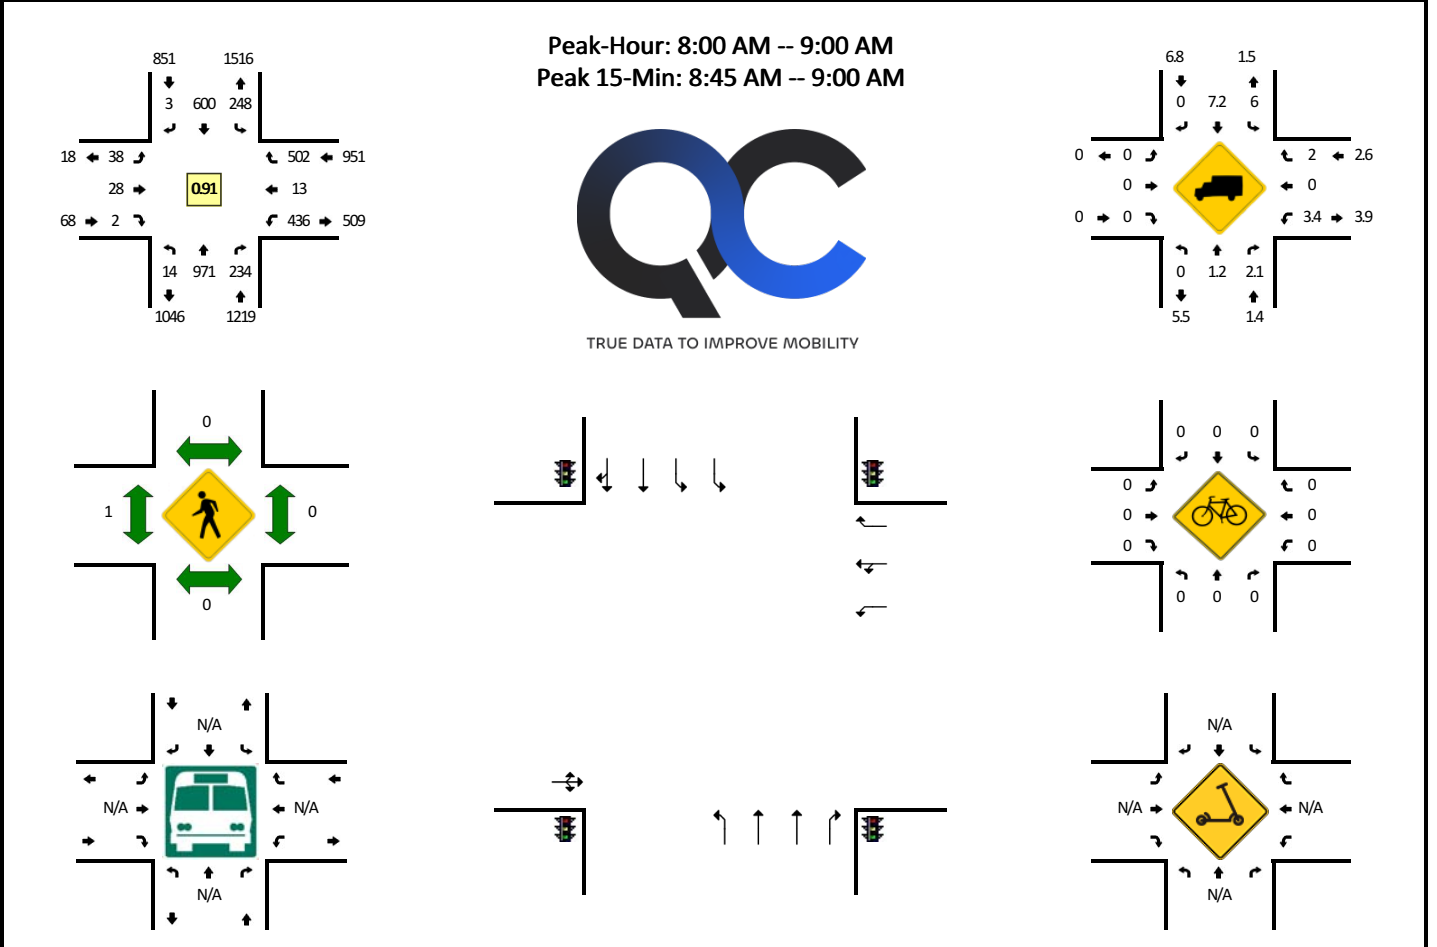 Peak-Hour: 8:00 AM -- 9:00 AM
Peak 15-Min: 8:45 AM -- 9:00 AM
851 1516
3 600 248
18 38 502 951
28 0.91 13
68 2 436 509
14 971 234
1046 1219
QC
TRUE DATA TO IMPROVE MOBILITY
6.8 1.5
0 7.2 6
0 0 2 2.6
0 0
0 0 3.4 3.9
0 1.2 2.1
5.5 1.4
0
1 0
0
0 0 0
0 0
0 0
0 0
0 0 0
N/A
N/A N/A
N/A
N/A
N/A N/A
N/A